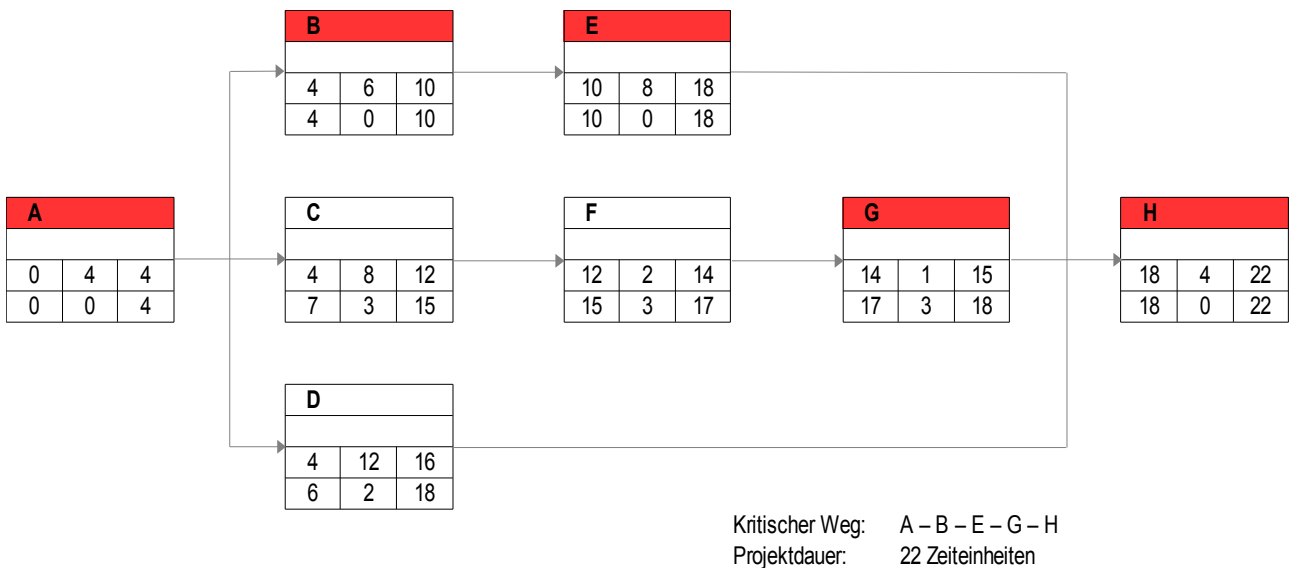 B E
4 6 10 10 8 18
4 0 10 10 0 18
A C F G H
0 4 4 4 8 12 12 2 14 14 1 15 18 4 22
0 0 4 7 3 15 15 3 17 17 3 18 18 0 22
D
4 12 16
6 2 18
Kritischer Weg: A – B – E – G – H
Projektdauer: 22 Zeiteinheiten